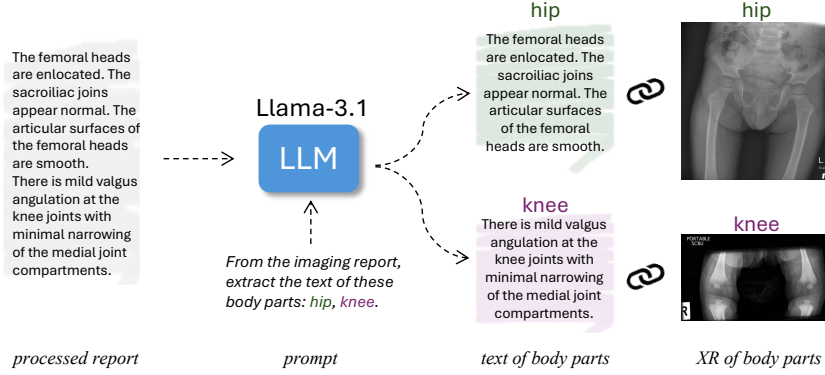 The femoral heads
are enlocated. The
sacroiliac joins
appear normal. The
articular surfaces of
the femoral heads
are smooth.
There is mild valgus
angulation at the
knee joints with
minimal narrowing
of the medial joint
compartments.
processed report
Llama-3.1
LLM
From the imaging report,
extract the text of these
body parts: hip, knee.
prompt
hip
The femoral heads
are enlocated. The
sacroiliac joins
appear normal. The
articular surfaces
of the femoral
heads are smooth.
knee
There is mild valgus
angulation at the
knee joints with
minimal narrowing
of the medial joint
compartments.
text of body parts
hip
L
knee
PORTABLE
SCBU
R
XR of body parts